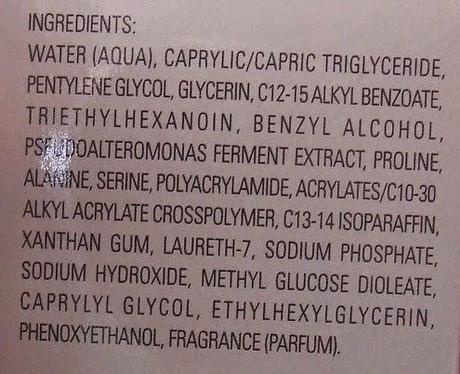 INGREDIENTS:
WATER (AQUA), CAPRYLIC/CAPRIC TRIGLYCERIDE,
PENTYLENE GLYCOL, GLYCERIN, C12-15 ALKYL BENZOATE,
TRIETHYLHEXANOIN, BENZYL ALCOHOL,
PSEUDOALTEROMONAS FERMENT EXTRACT, PROLINE,
ALANINE, SERINE, POLYACRYLAMIDE, ACRYLATES/C10-30
ALKYL ACRYLATE CROSSPOLYMER, C13-14 ISOPARAFFIN,
XANTHAN GUM, LAURETH-7, SODIUM PHOSPHATE,
SODIUM HYDROXIDE, METHYL GLUCOSE DIOLEATE,
CAPRYLYL GLYCOL, ETHYLHEXYLGLYCERIN,
PHENOXYETHANOL, FRAGRANCE (PARFUM).